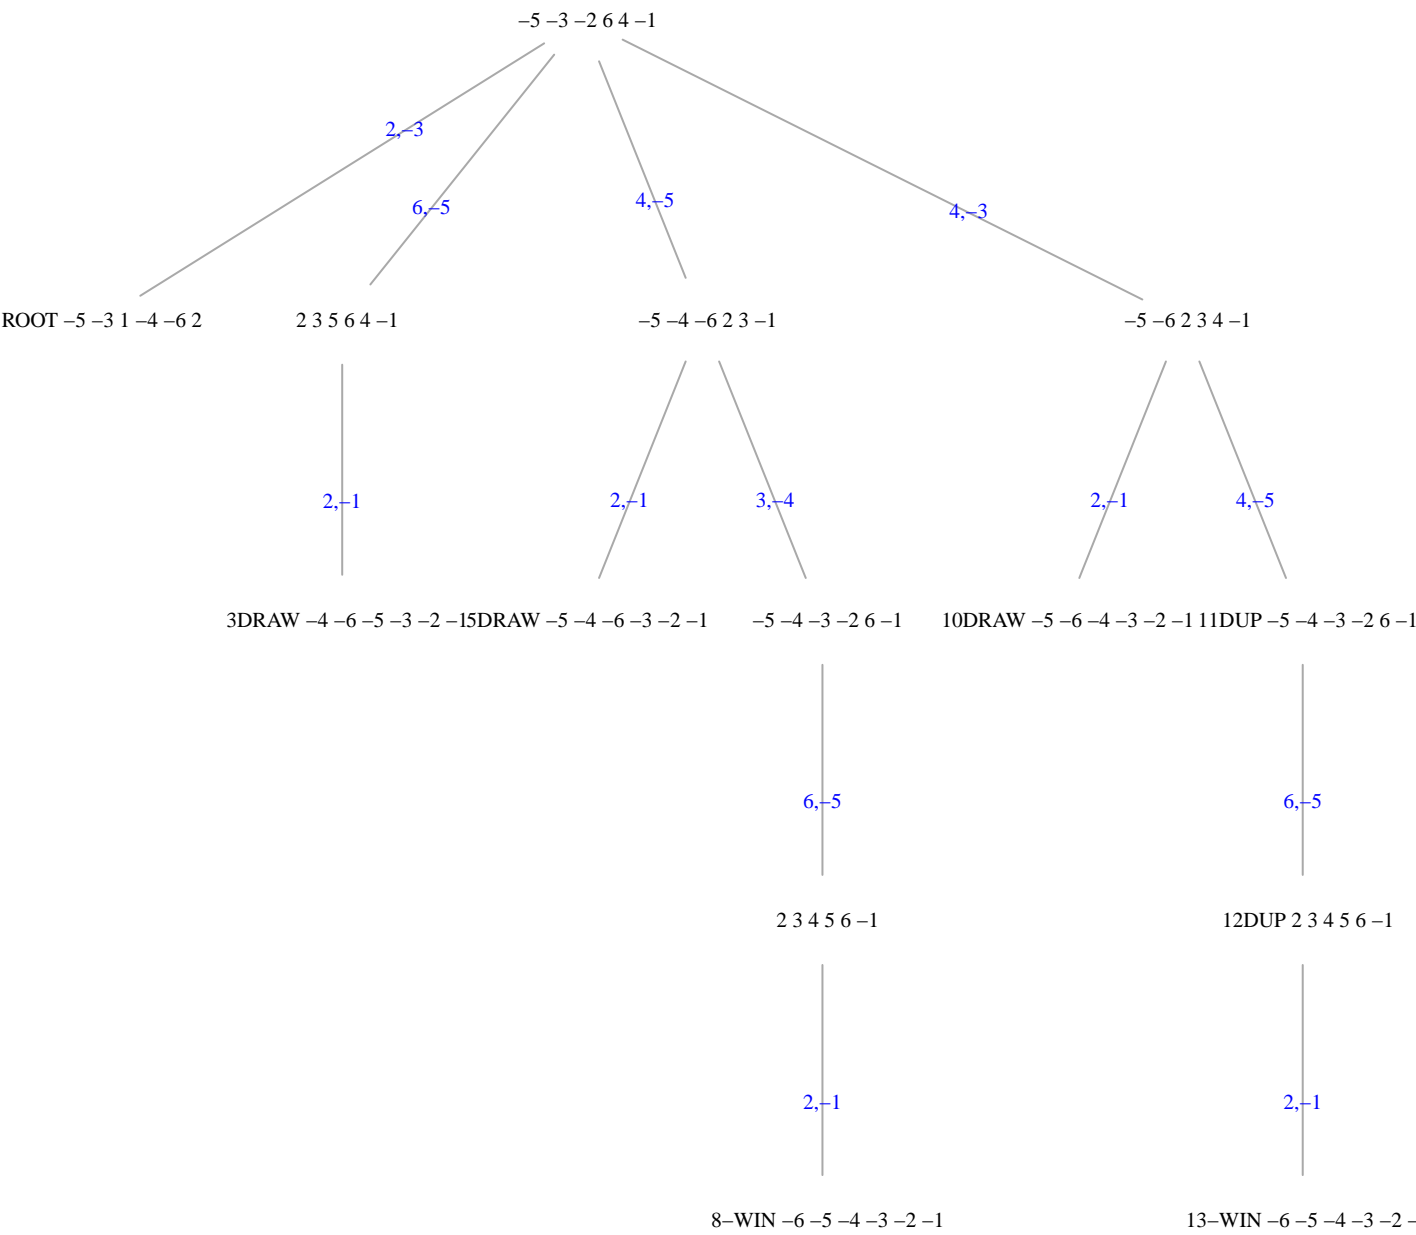 –5 –3 –2 6 4 –1
2,–3
6,–5
4,–5
4,–3
ROOT –5 –3 1 –4 –6 2
2 3 5 6 4 –1
–5 –4 –6 2 3 –1
–5 –6 2 3 4 –1
2,–1
2,–1
3,–4
2,–1
4,–5
3DRAW –4 –6 –5 –3 –2 –1
5DRAW –5 –4 –6 –3 –2 –1
–5 –4 –3 –2 6 –1
10DRAW –5 –6 –4 –3 –2 –1
11DUP –5 –4 –3 –2 6 –1
6,–5
6,–5
2 3 4 5 6 –1
12DUP 2 3 4 5 6 –1
2,–1
2,–1
8–WIN –6 –5 –4 –3 –2 –1
13–WIN –6 –5 –4 –3 –2 –